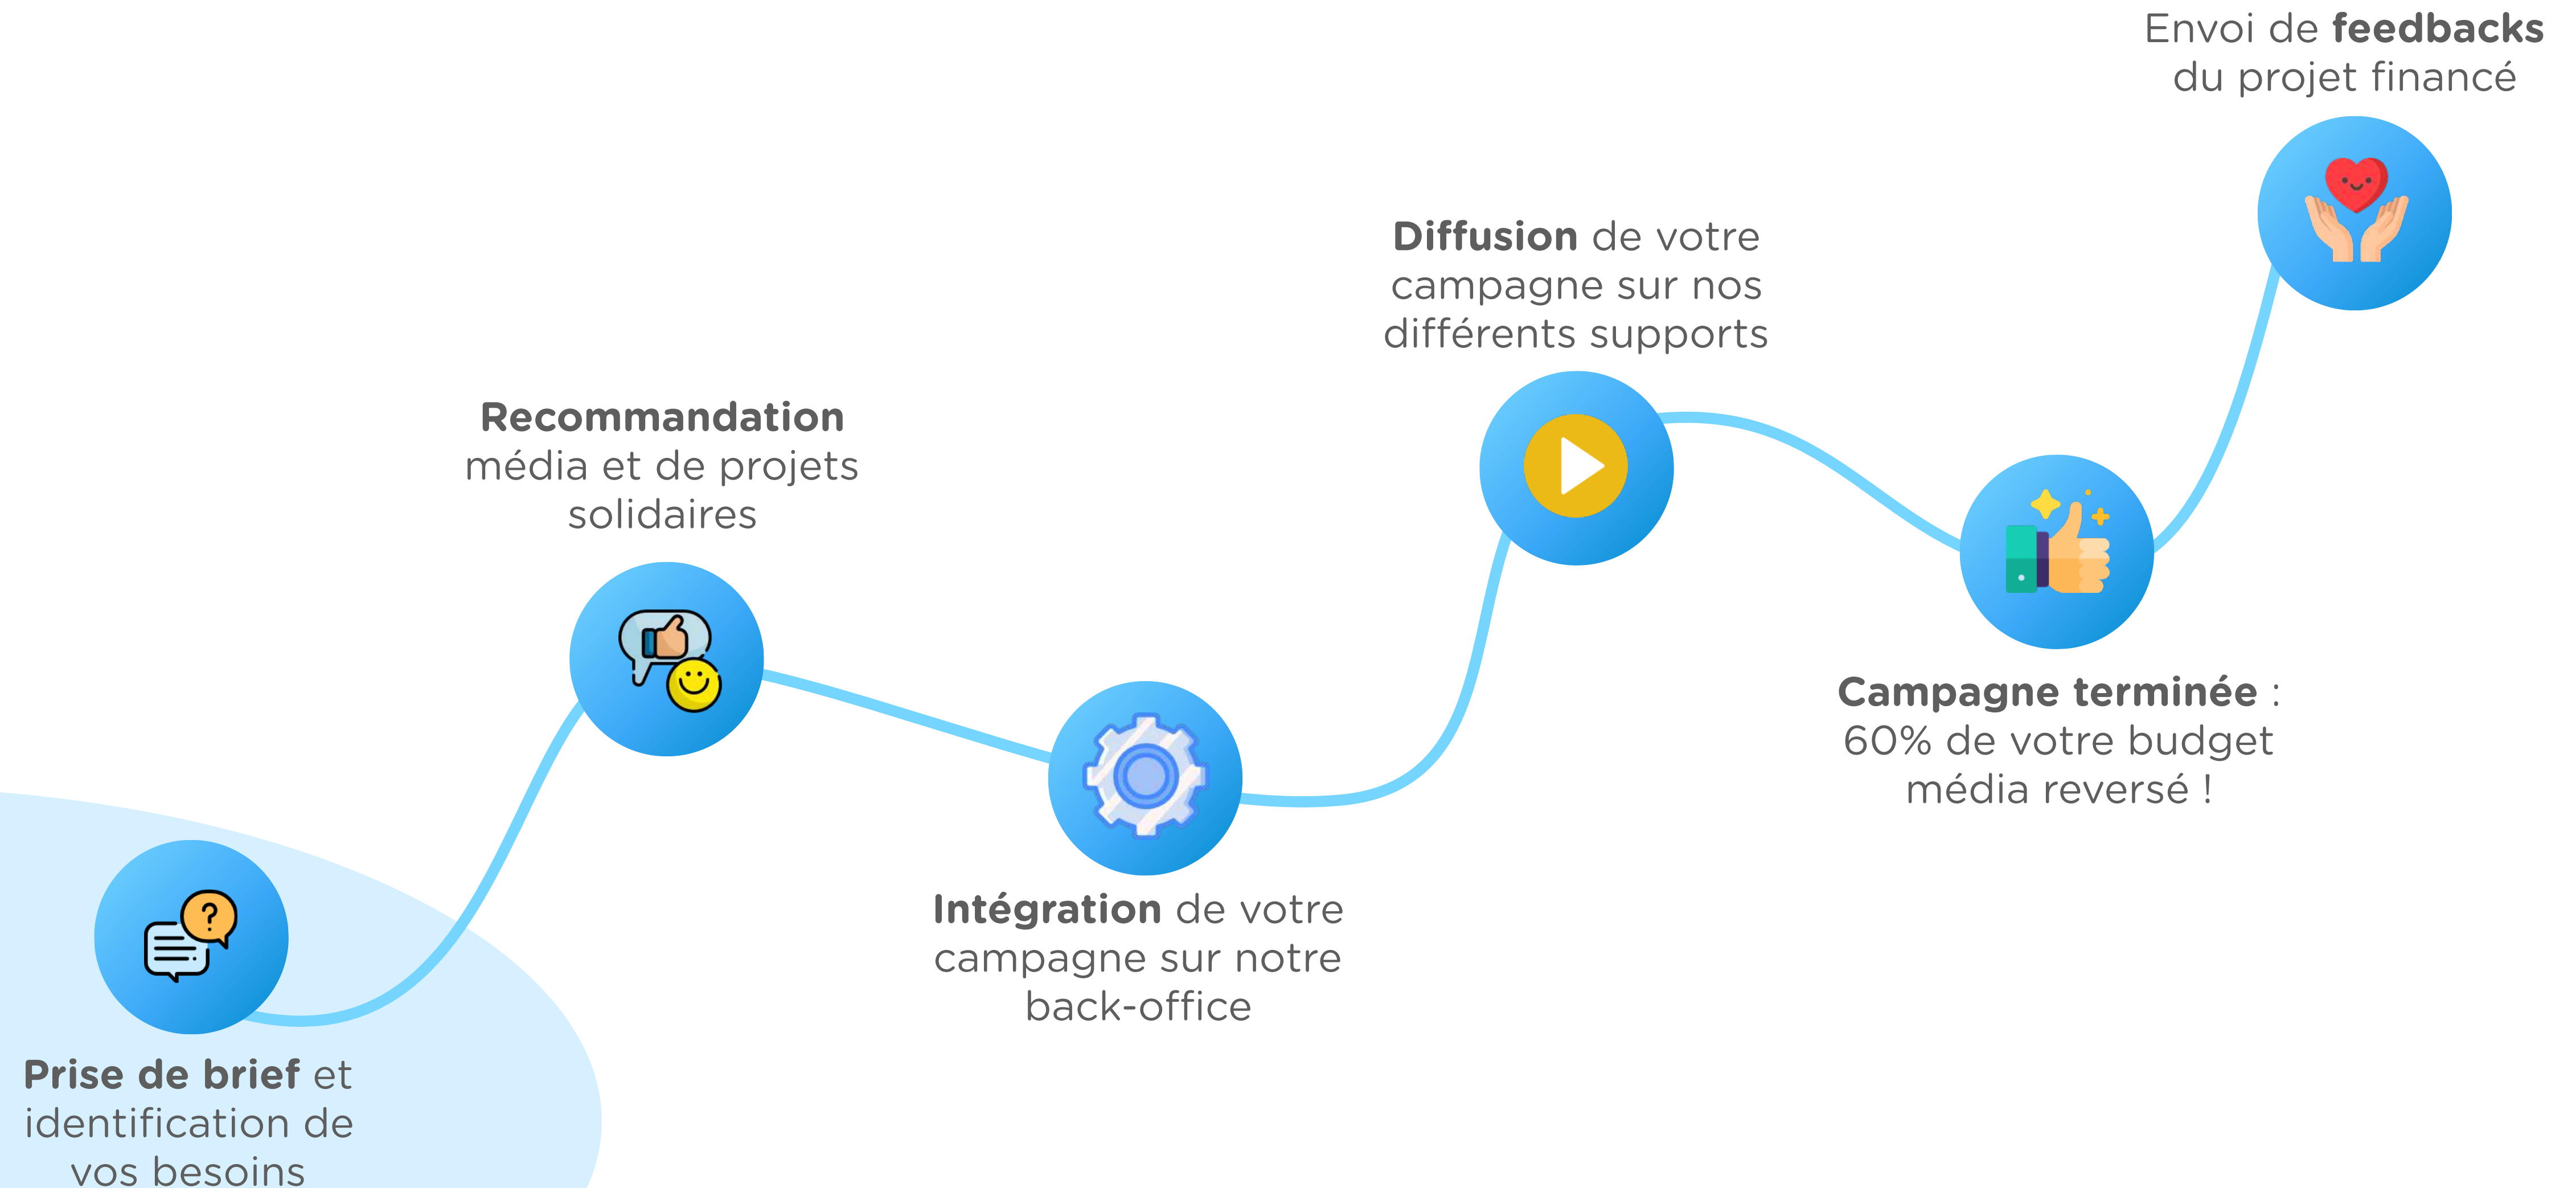 Prise de brief et
identification de
vos besoins
Recommandation
média et de projets
solidaires
Intégration de votre
campagne sur notre
back-office
Diffusion de votre
campagne sur nos
différents supports
Campagne terminée :
60% de votre budget
média reversé !
Envoi de feedbacks
du projet financé